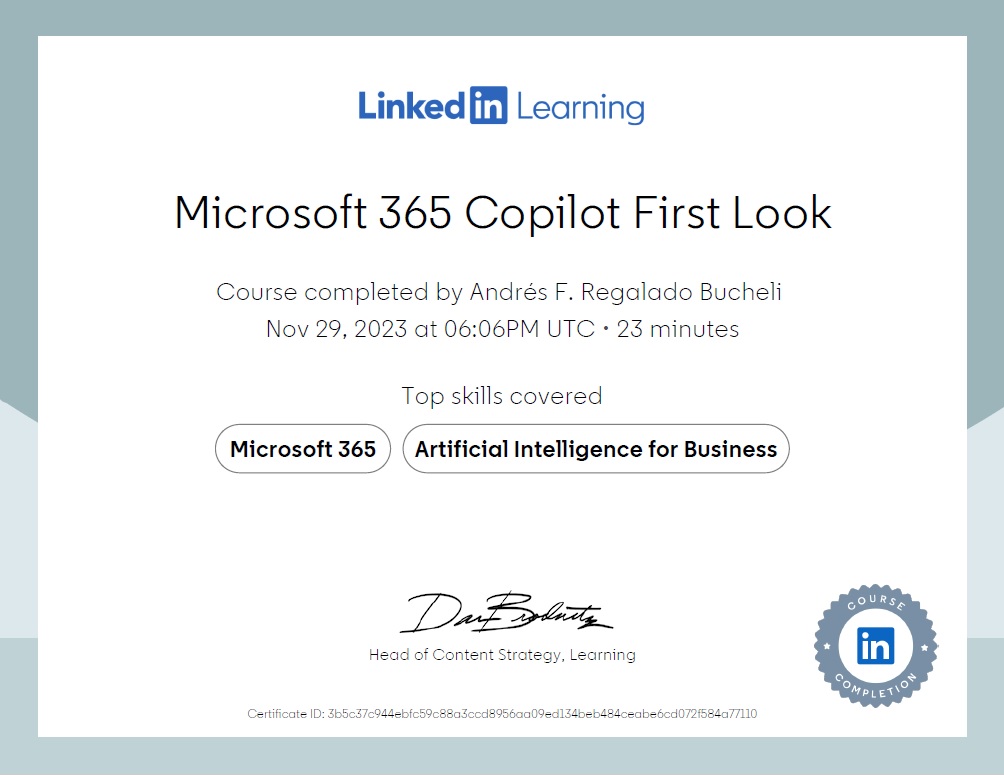 Linked in Learning
Microsoft 365 Copilot First Look
Course completed by Andrés F. Regalado Bucheli
Nov 29, 2023 at 06:06PM UTC • 23 minutes
Top skills covered
Microsoft 365
Artificial Intelligence for Business
Dan Brodnitz
Head of Content Strategy, Learning
COURSE
in
COMPLETION
Certificate ID: 3b5c37c944ebfc59c88a3ccd8956aa09ed134beb484ceabe6cd072f584a77110